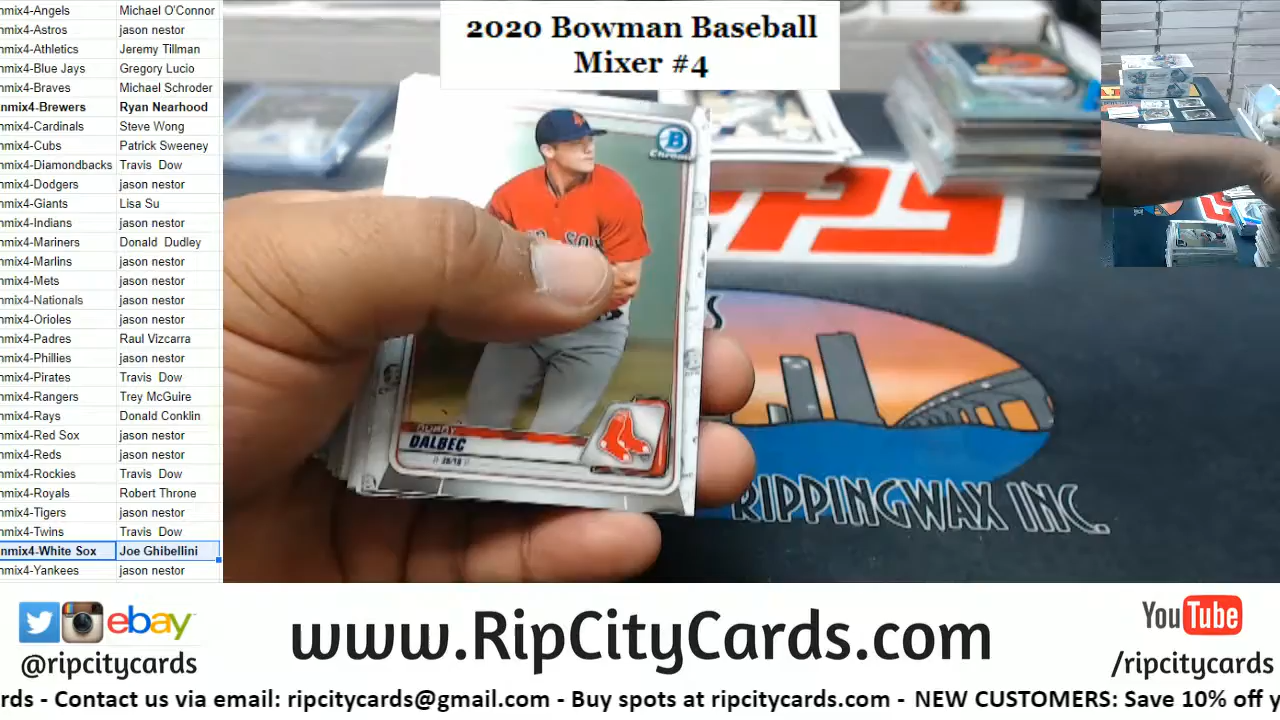 2020 Bowman Baseball
Mixer #4
nmix4-Angels Michael O'Connor
nmix4-Astros jason nestor
nmix4-Athletics Jeremy Tillman
nmix4-Blue Jays Gregory Lucio
nmix4-Braves Michael Schroder
nmix4-Brewers Ryan Nearhood
nmix4-Cardinals Steve Wong
nmix4-Cubs Patrick Sweeney
nmix4-Diamondbacks Travis Dow
nmix4-Dodgers jason nestor
nmix4-Giants Lisa Su
nmix4-Indians jason nestor
nmix4-Mariners Donald Dudley
nmix4-Marlins jason nestor
nmix4-Mets jason nestor
nmix4-Nationals jason nestor
nmix4-Orioles jason nestor
nmix4-Padres Raul Vizcarra
nmix4-Phillies jason nestor
nmix4-Pirates Travis Dow
nmix4-Rangers Trey McGuire
nmix4-Rays Donald Conklin
nmix4-Red Sox jason nestor
nmix4-Reds jason nestor
nmix4-Rockies Travis Dow
nmix4-Royals Robert Throne
nmix4-Tigers jason nestor
nmix4-Twins Travis Dow
nmix4-White Sox Joe Ghibellini
nmix4-Yankees jason nestor
B
Chrome
DALBEC
RIPPINGWAX INC.
ebay
@ripcitycards
www.RipCityCards.com
YouTube
/ripcitycards
rds - Contact us via email: ripcitycards@gmail.com - Buy spots at ripcitycards.com - NEW CUSTOMERS: Save 10% off y